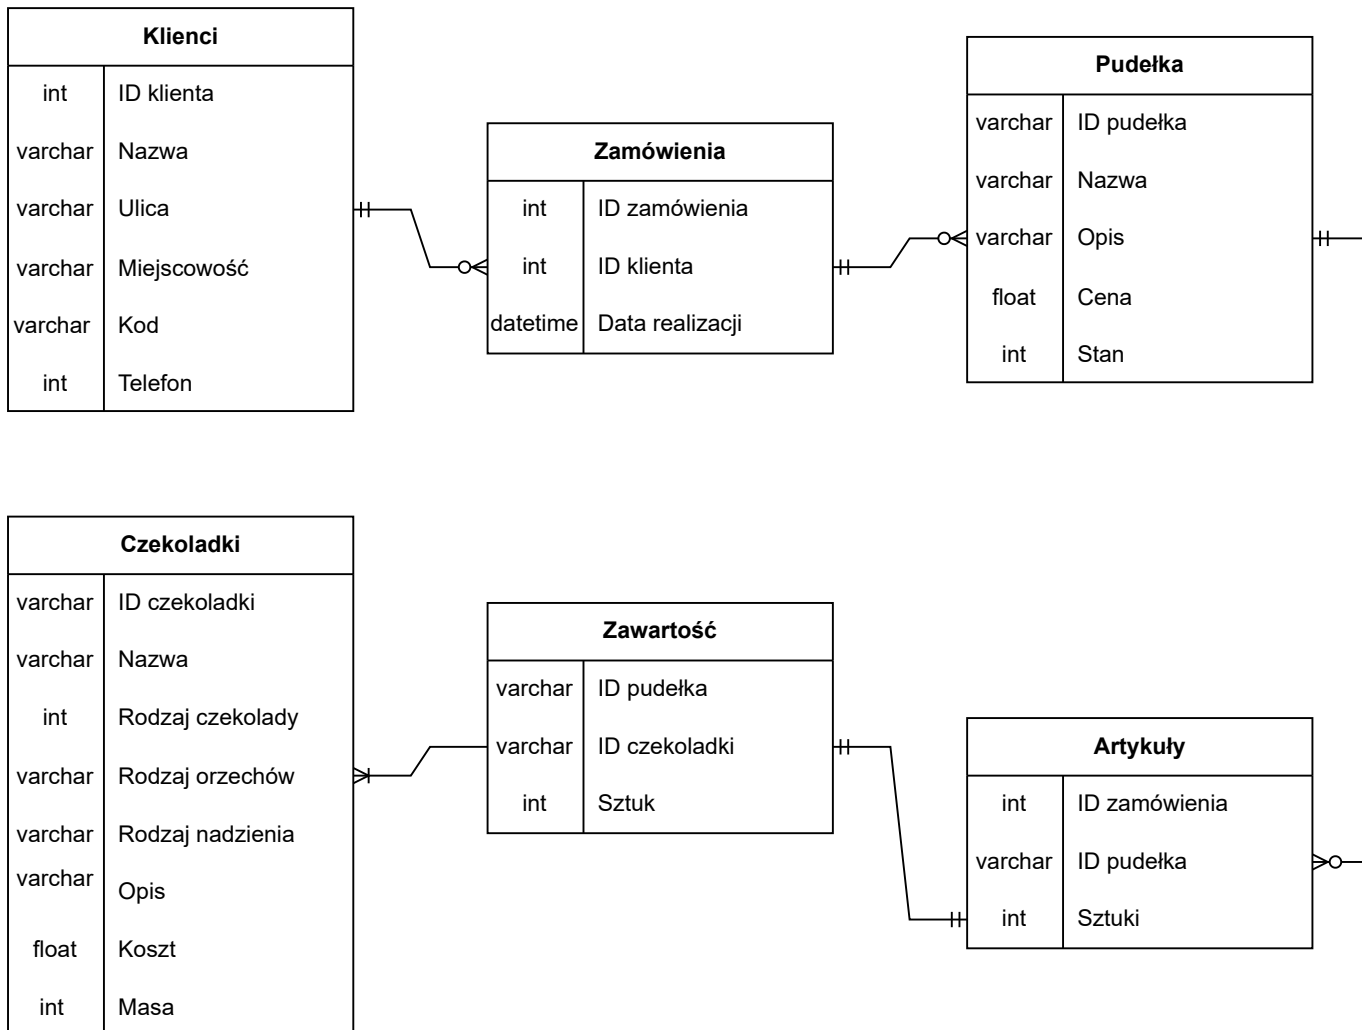 Klienci
int ID klienta
varchar Nazwa
varchar Ulica
varchar Miejscowość
varchar Kod
int Telefon
Zamówienia
int ID zamówienia
int ID klienta
datetime Data realizacji
Pudełka
varchar ID pudełka
varchar Nazwa
varchar Opis
float Cena
int Stan
Czekoladki
varchar ID czekoladki
varchar Nazwa
int Rodzaj czekolady
varchar Rodzaj orzechów
varchar Rodzaj nadzienia
varchar Opis
float Koszt
int Masa
Zawartość
varchar ID pudełka
varchar ID czekoladki
int Sztuk
Artykuły
int ID zamówienia
varchar ID pudełka
int Sztuki